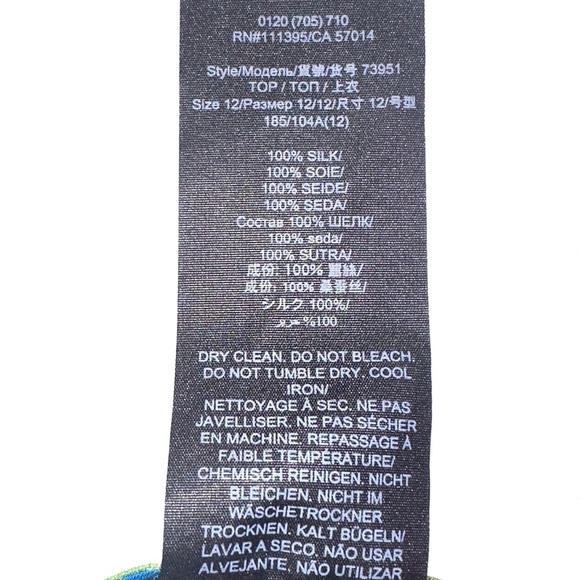 0120 (705) 710
RN#111395/CA 57014
Style/Модель/貨號/货号 73951
TOP / ТОП / 上衣
Size 12/Размер 12/12/尺寸 12/号型
185/104A(12)
100% SILK/
100% SOIE/
100% SEIDE/
100% SEDA/
Состав 100% ШЕЛК/
100% seda/
100% SUTRA/
成份: 100% 蠶絲/
成份: 100% 桑蚕丝/
シルク 100%/
%100 حرير
DRY CLEAN. DO NOT BLEACH.
DO NOT TUMBLE DRY. COOL
IRON/
NETTOYAGE À SEC. NE PAS
JAVELLISER. NE PAS SÉCHER
EN MACHINE. REPASSAGE À
FAIBLE TEMPÉRATURE/
CHEMISCH REINIGEN. NICHT
BLEICHEN. NICHT IM
WÄSCHETROCKNER
TROCKNEN. KALT BÜGELN/
LAVAR A SECO. NÃO USAR
ALVEJANTE. NÃO UTILIZAR